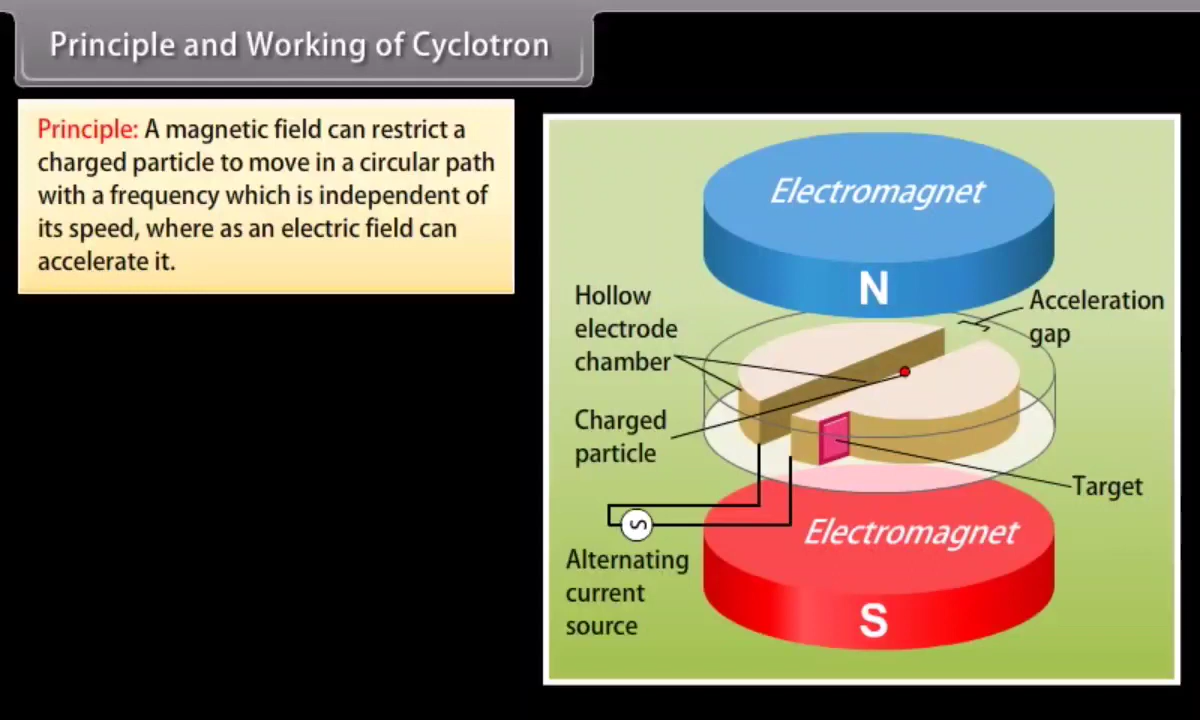 Principle and Working of Cyclotron
Principle: A magnetic field can restrict a
charged particle to move in a circular path
with a frequency which is independent of
its speed, where as an electric field can
accelerate it.
Electromagnet
N
Hollow
electrode
chamber
Acceleration
gap
Charged
particle
Target
Electromagnet
Alternating
current
source
S